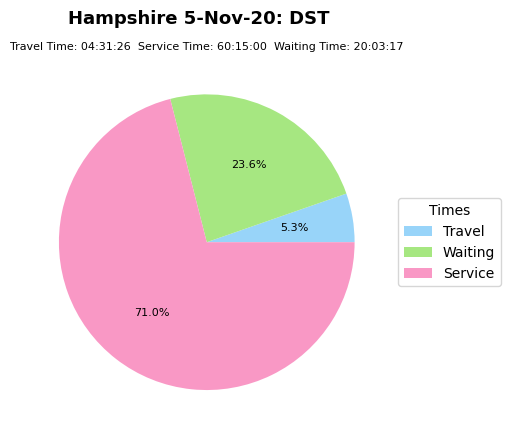 Hampshire 5-Nov-20: DST
Travel Time: 04:31:26  Service Time: 60:15:00  Waiting Time: 20:03:17
23.6%
5.3%
71.0%
Times
Travel
Waiting
Service